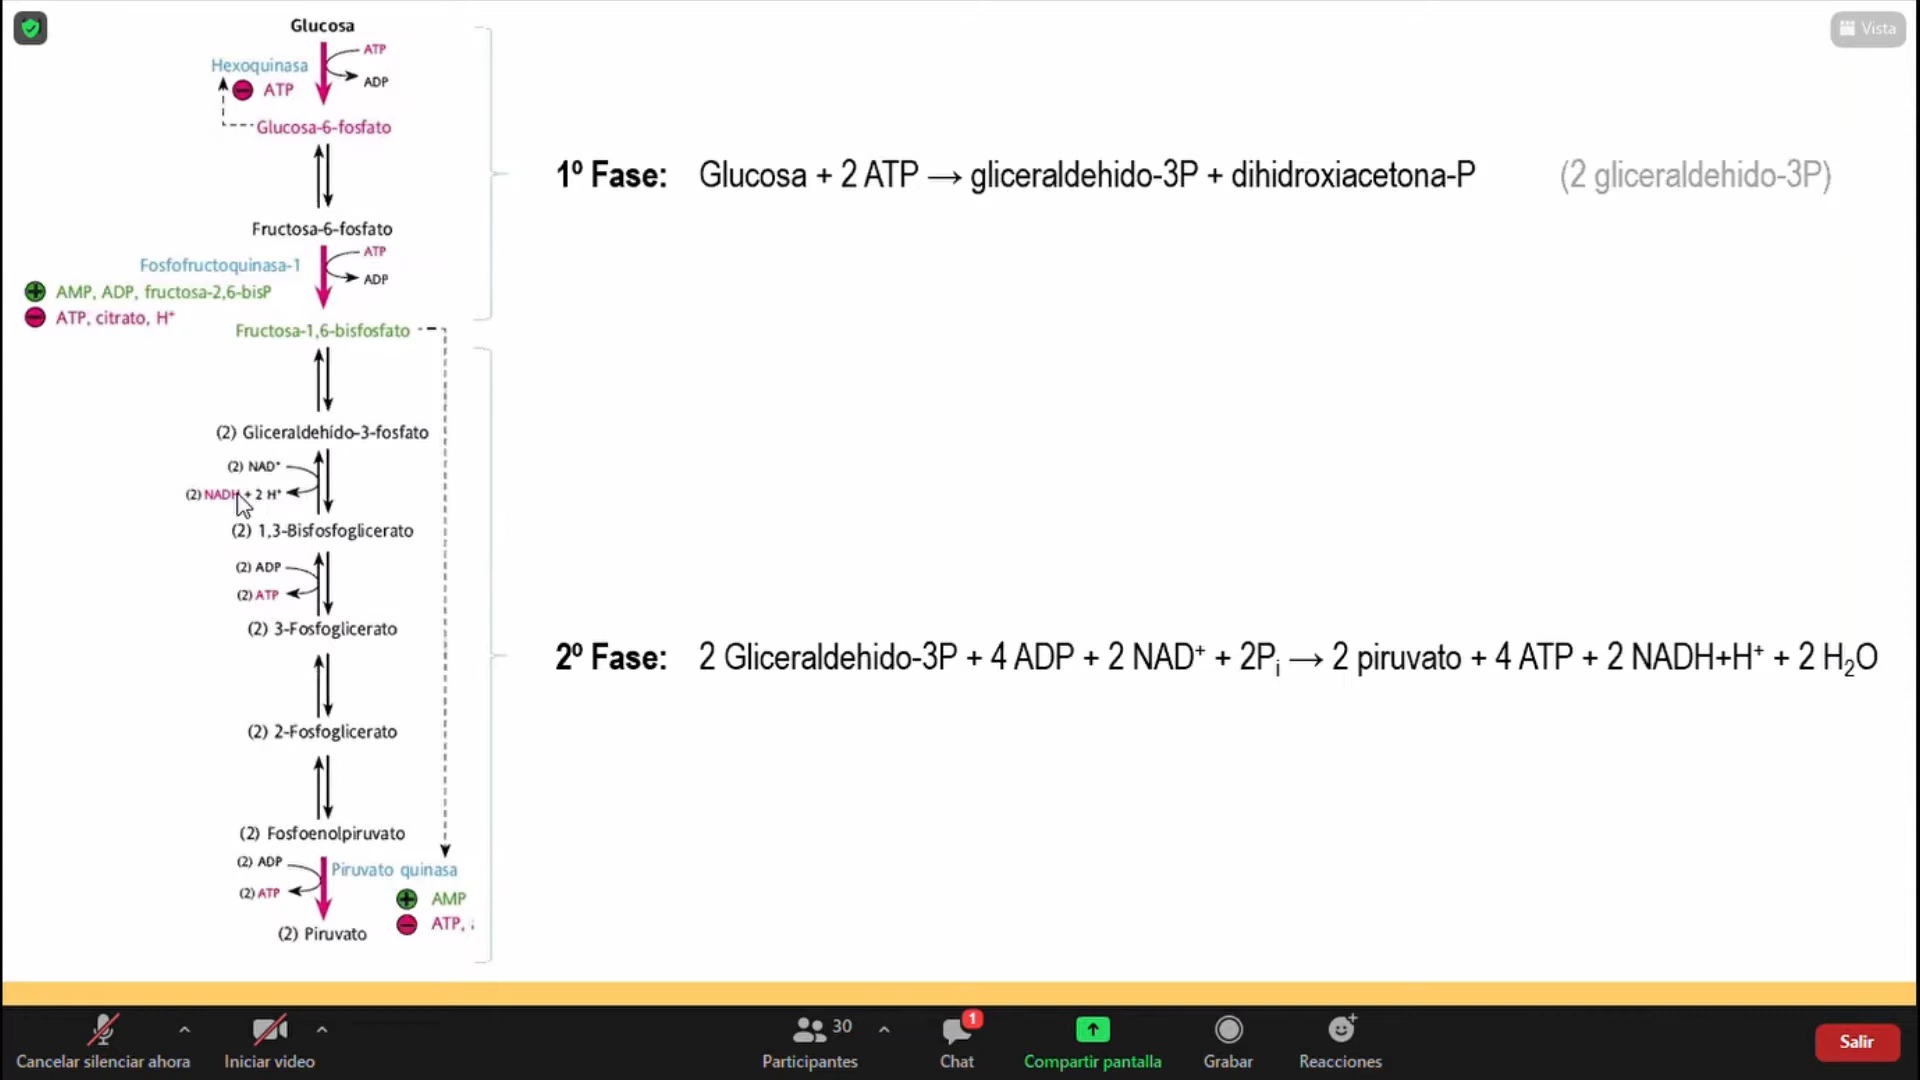 Vista
Glucosa
ATP
Hexoquinasa
ADP
ATP
Glucosa-6-fosfato
1º Fase: Glucosa + 2 ATP → gliceraldehido-3P + dihidroxiacetona-P (2 gliceraldehido-3P)
Fructosa-6-fosfato
ATP
Fosfofructoquinasa-1
ADP
AMP, ADP, fructosa-2,6-bisP
ATP, citrato, H⁺
Fructosa-1,6-bisfosfato
(2) Gliceraldehído-3-fosfato
(2) NAD⁺
(2) NADH + 2 H⁺
(2) 1,3-Bisfosfoglicerato
(2) ADP
(2) ATP
(2) 3-Fosfoglicerato
2º Fase: 2 Gliceraldehido-3P + 4 ADP + 2 NAD⁺ + 2Pᵢ → 2 piruvato + 4 ATP + 2 NADH+H⁺ + 2 H₂O
(2) 2-Fosfoglicerato
(2) Fosfoenolpiruvato
(2) ADP
Piruvato quinasa
(2) ATP
AMP
ATP,
(2) Piruvato
30
1
Cancelar silenciar ahora
Iniciar video
Participantes
Chat
Compartir pantalla
Grabar
Reacciones
Salir